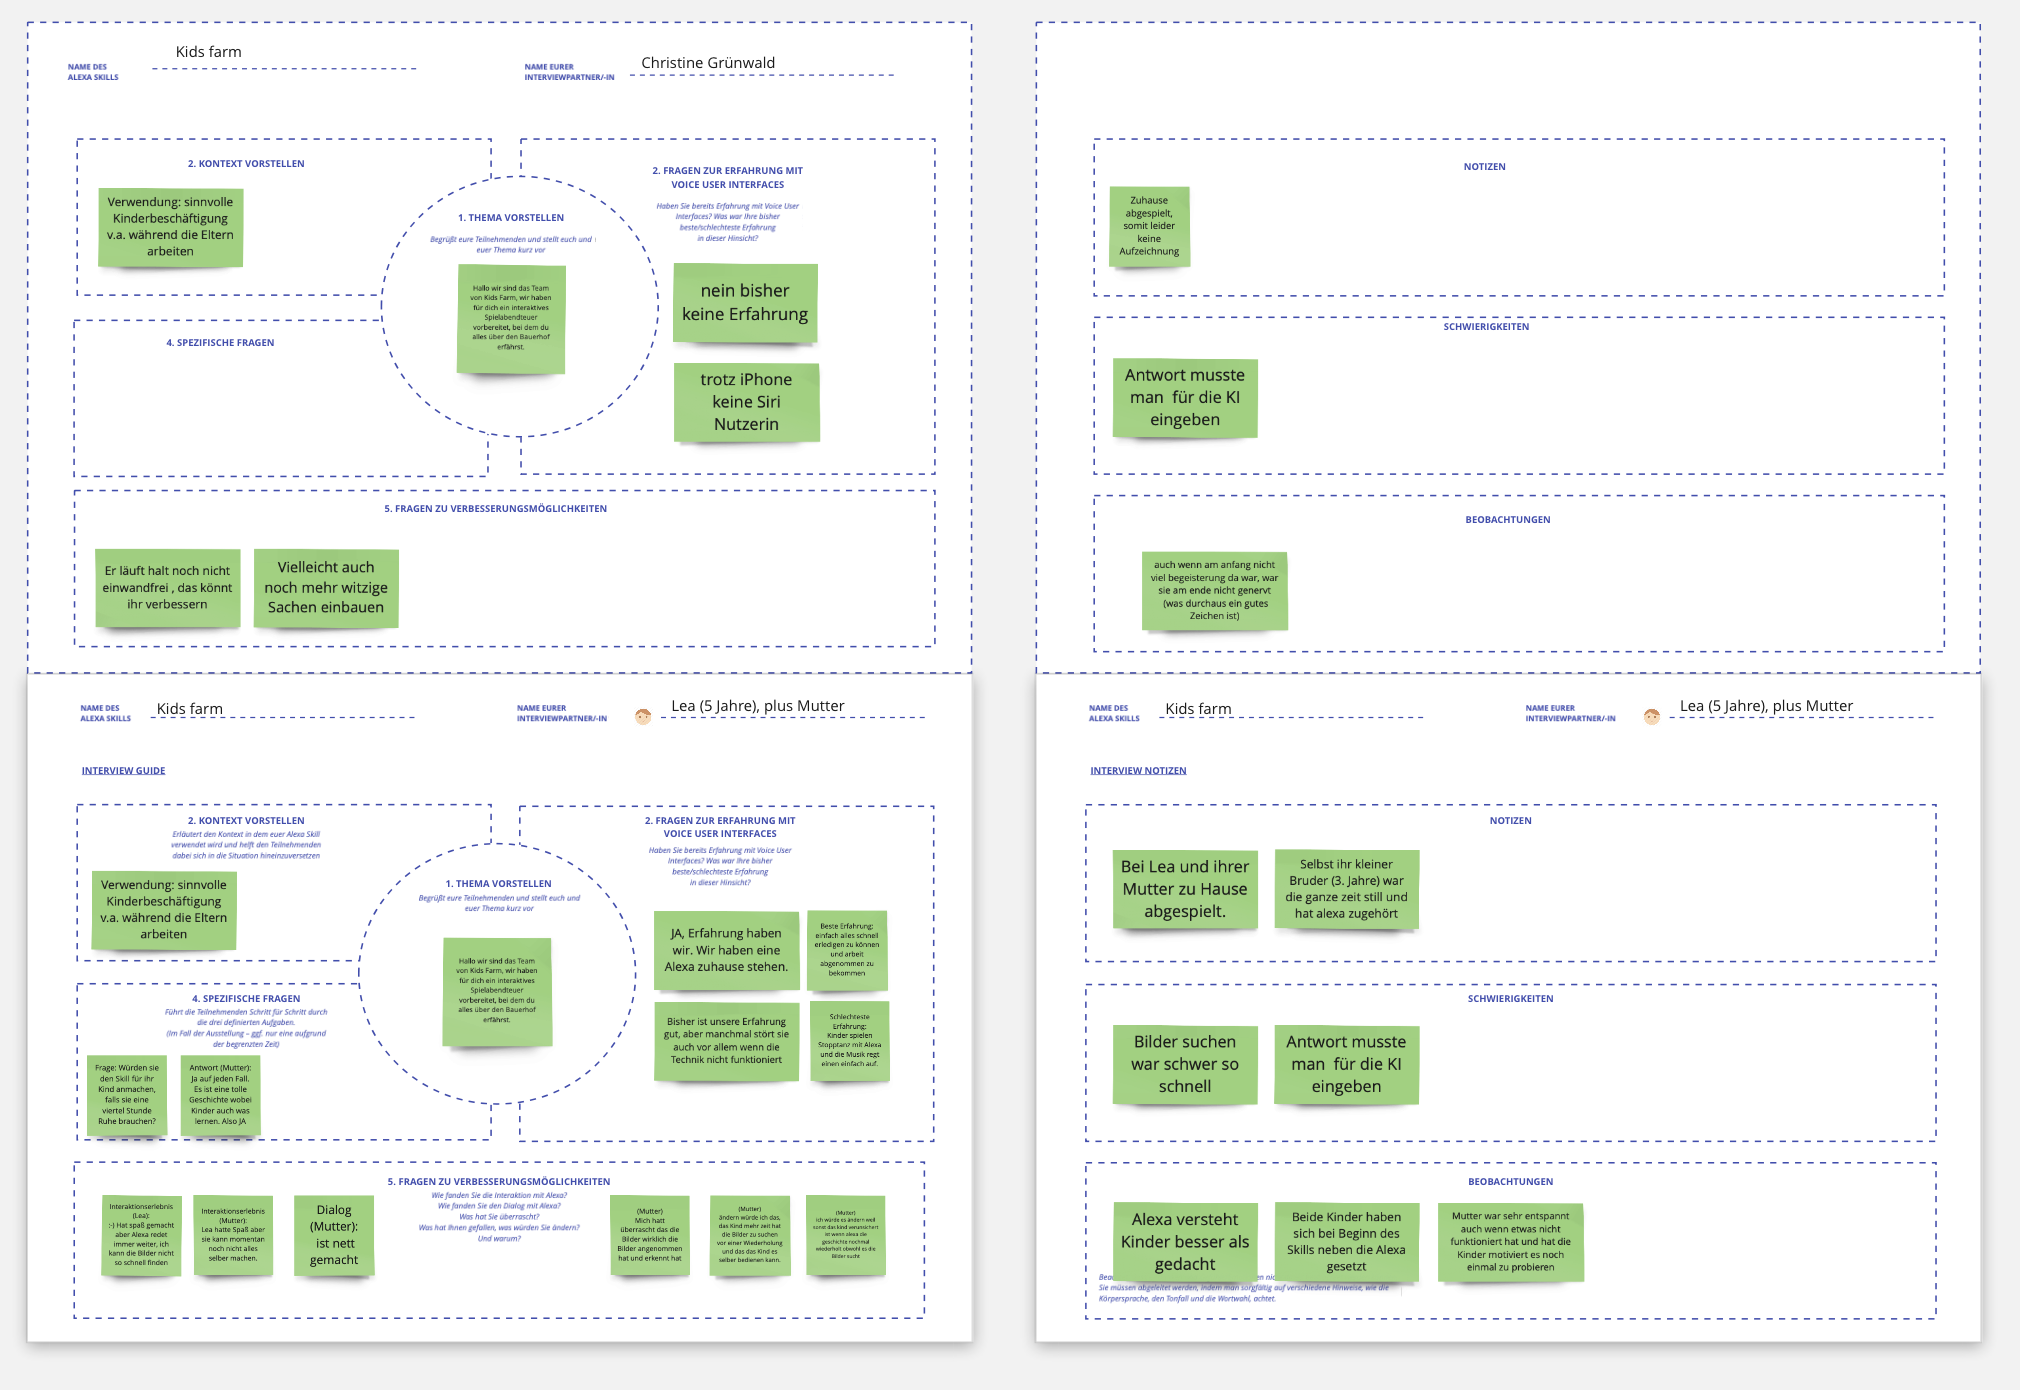 Kids farm
NAME DES
ALEXA SKILLS
Christine Grünwald
NAME EURER
INTERVIEWPARTNER/-IN
2. KONTEXT VORSTELLEN
Verwendung: sinnvolle
Kinderbeschäftigung
v.a. während die Eltern
arbeiten
1. THEMA VORSTELLEN
Begrüßt eure Teilnehmenden und stellt euch und
euer Thema kurz vor
Hallo wir sind das Team
von Kids Farm, wir haben
für dich ein interaktives
Spielabendteuer
vorbereitet, bei dem du
alles über den Bauerhof
erfährst.
2. FRAGEN ZUR ERFAHRUNG MIT
VOICE USER INTERFACES
Haben Sie bereits Erfahrung mit Voice User
Interfaces? Was war Ihre bisher
beste/schlechteste Erfahrung
in dieser Hinsicht?
nein bisher
keine Erfahrung
trotz iPhone
keine Siri
Nutzerin
4. SPEZIFISCHE FRAGEN
5. FRAGEN ZU VERBESSERUNGSMÖGLICHKEITEN
Er läuft halt noch nicht
einwandfrei , das könnt
ihr verbessern
Vielleicht auch
noch mehr witzige
Sachen einbauen
NOTIZEN
Zuhause
abgespielt,
somit leider
keine
Aufzeichnung
SCHWIERIGKEITEN
Antwort musste
man für die KI
eingeben
BEOBACHTUNGEN
auch wenn am anfang nicht
viel begeisterung da war, war
sie am ende nicht genervt
(was durchaus ein gutes
Zeichen ist)
NAME DES
ALEXA SKILLS
Kids farm
NAME EURER
INTERVIEWPARTNER/-IN
Lea (5 Jahre), plus Mutter
INTERVIEW GUIDE
2. KONTEXT VORSTELLEN
Erläutert den Kontext in dem euer Alexa Skill
verwendet wird und helft den Teilnehmenden
dabei sich in die Situation hineinzuversetzen
Verwendung: sinnvolle
Kinderbeschäftigung
v.a. während die Eltern
arbeiten
1. THEMA VORSTELLEN
Begrüßt eure Teilnehmenden und stellt euch und
euer Thema kurz vor
Hallo wir sind das Team
von Kids Farm, wir haben
für dich ein interaktives
Spielabendteuer
vorbereitet, bei dem du
alles über den Bauerhof
erfährst.
2. FRAGEN ZUR ERFAHRUNG MIT
VOICE USER INTERFACES
Haben Sie bereits Erfahrung mit Voice User
Interfaces? Was war Ihre bisher
beste/schlechteste Erfahrung
in dieser Hinsicht?
JA, Erfahrung haben
wir. Wir haben eine
Alexa zuhause stehen.
Beste Erfahrung:
einfach alles schnell
erledigen zu können
und arbeit
abgenommen zu
bekommen
Bisher ist unsere Erfahrung
gut, aber manchmal stört sie
auch vor allem wenn die
Technik nicht funktioniert
Schlechteste
Erfahrung:
Kinder spielen
Stopptanz mit Alexa
und die Musik regt
einen einfach auf.
4. SPEZIFISCHE FRAGEN
Führt die Teilnehmenden Schritt für Schritt durch
die drei definierten Aufgaben.
(Im Fall der Ausstellung – ggf. nur eine aufgrund
der begrenzten Zeit)
Frage: Würden sie
den Skill für ihr
Kind anmachen,
falls sie eine
viertel Stunde
Ruhe brauchen?
Antwort (Mutter):
Ja auf jeden Fall.
Es ist eine tolle
Geschichte wobei
Kinder auch was
lernen. Also JA
5. FRAGEN ZU VERBESSERUNGSMÖGLICHKEITEN
Wie fanden Sie die Interaktion mit Alexa?
Wie fanden Sie den Dialog mit Alexa?
Was hat Sie überrascht?
Was hat Ihnen gefallen, was würden Sie ändern?
Und warum?
Interaktionserlebnis
(Lea):
:-) Hat spaß gemacht
aber Alexa redet
immer weiter, ich
kann die Bilder nicht
so schnell finden
Interaktionserlebnis
(Mutter):
Lea hatte Spaß aber
sie kann momentan
noch nicht alles
selber machen.
Dialog
(Mutter):
ist nett
gemacht
(Mutter)
Mich hatt
überrascht das die
Bilder wirklich die
Bilder angenommen
hat und erkennt hat
(Mutter)
ändern würde ich das,
das Kind mehr zeit hat
die Bilder zu suchen
vor einer Wiederholung
und das das Kind es
selber bedienen kann.
(Mutter)
ich würde es ändern weil
sonst das kind verunsichert
ist wenn alexa die
geschichte nochmal
wiederholt obwohl es die
Bilder sucht
NAME DES
ALEXA SKILLS
Kids farm
NAME EURER
INTERVIEWPARTNER/-IN
Lea (5 Jahre), plus Mutter
INTERVIEW NOTIZEN
NOTIZEN
Bei Lea und ihrer
Mutter zu Hause
abgespielt.
Selbst ihr kleiner
Bruder (3. Jahre) war
die ganze zeit still und
hat alexa zugehört
SCHWIERIGKEITEN
Bilder suchen
war schwer so
schnell
Antwort musste
man für die KI
eingeben
BEOBACHTUNGEN
Alexa versteht
Kinder besser als
gedacht
Beide Kinder haben
sich bei Beginn des
Skills neben die Alexa
gesetzt
Mutter war sehr entspannt
auch wenn etwas nicht
funktioniert hat und hat die
Kinder motiviert es noch
einmal zu probieren
Sie müssen abgeleitet werden, indem man sorgfältig auf verschiedene Hinweise, wie die
Körpersprache, den Tonfall und die Wortwahl, achtet.